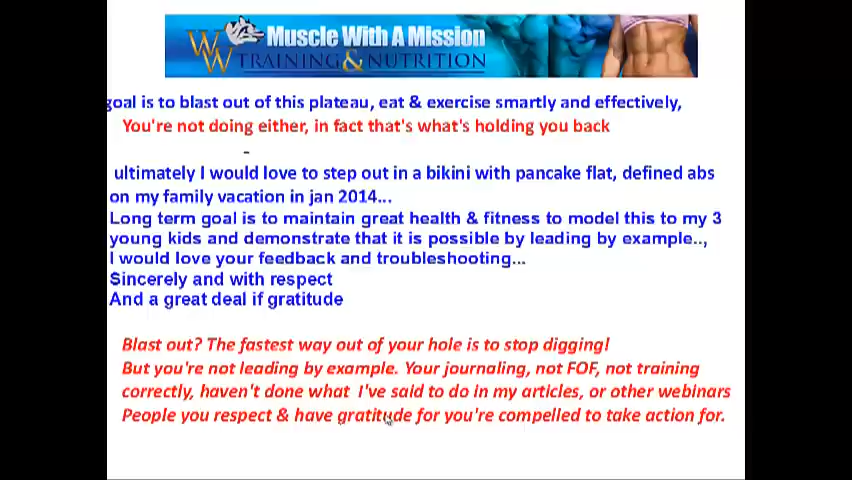 Muscle With A Mission
WW TRAINING & NUTRITION
goal is to blast out of this plateau, eat & exercise smartly and effectively,
You're not doing either, in fact that's what's holding you back
-
ultimately I would love to step out in a bikini with pancake flat, defined abs
on my family vacation in jan 2014...
Long term goal is to maintain great health & fitness to model this to my 3
young kids and demonstrate that it is possible by leading by example..,
I would love your feedback and troubleshooting...
Sincerely and with respect
And a great deal if gratitude
Blast out? The fastest way out of your hole is to stop digging!
But you're not leading by example. Your journaling, not FOF, not training
correctly, haven't done what I've said to do in my articles, or other webinars
People you respect & have gratitude for you're compelled to take action for.